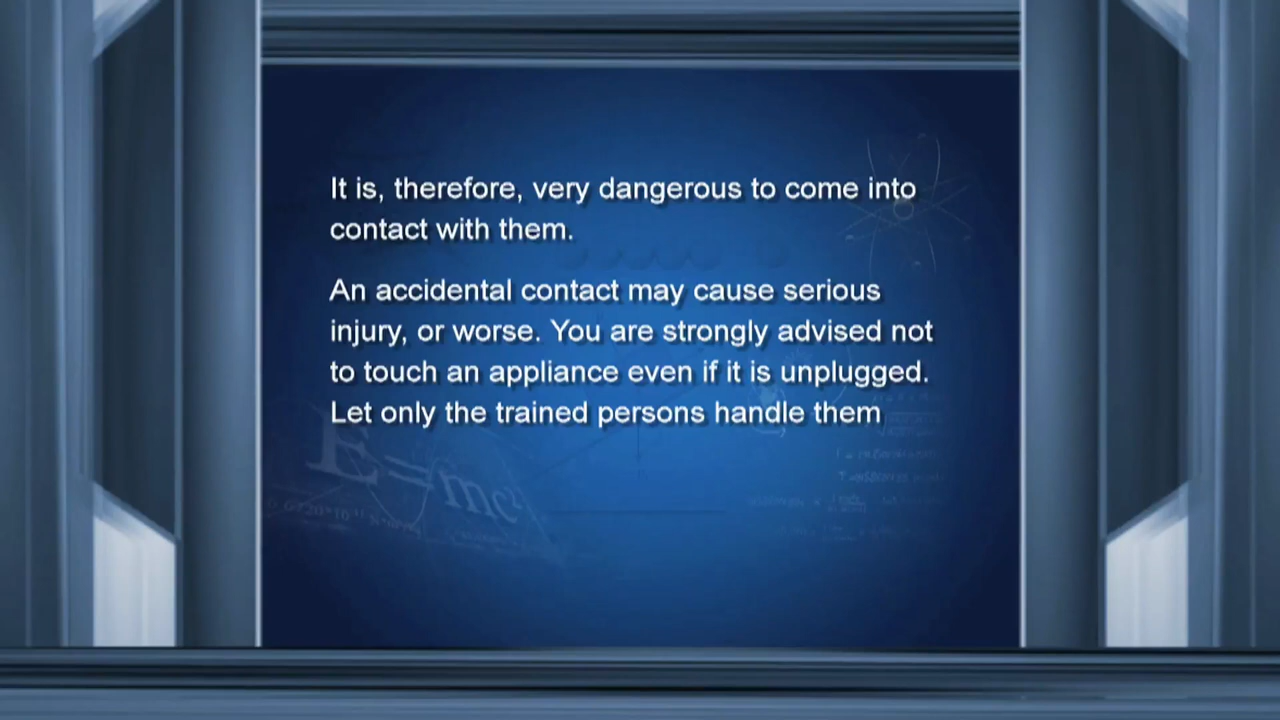 It is, therefore, very dangerous to come into
contact with them.
An accidental contact may cause serious
injury, or worse. You are strongly advised not
to touch an appliance even if it is unplugged.
Let only the trained persons handle them
E=mc²